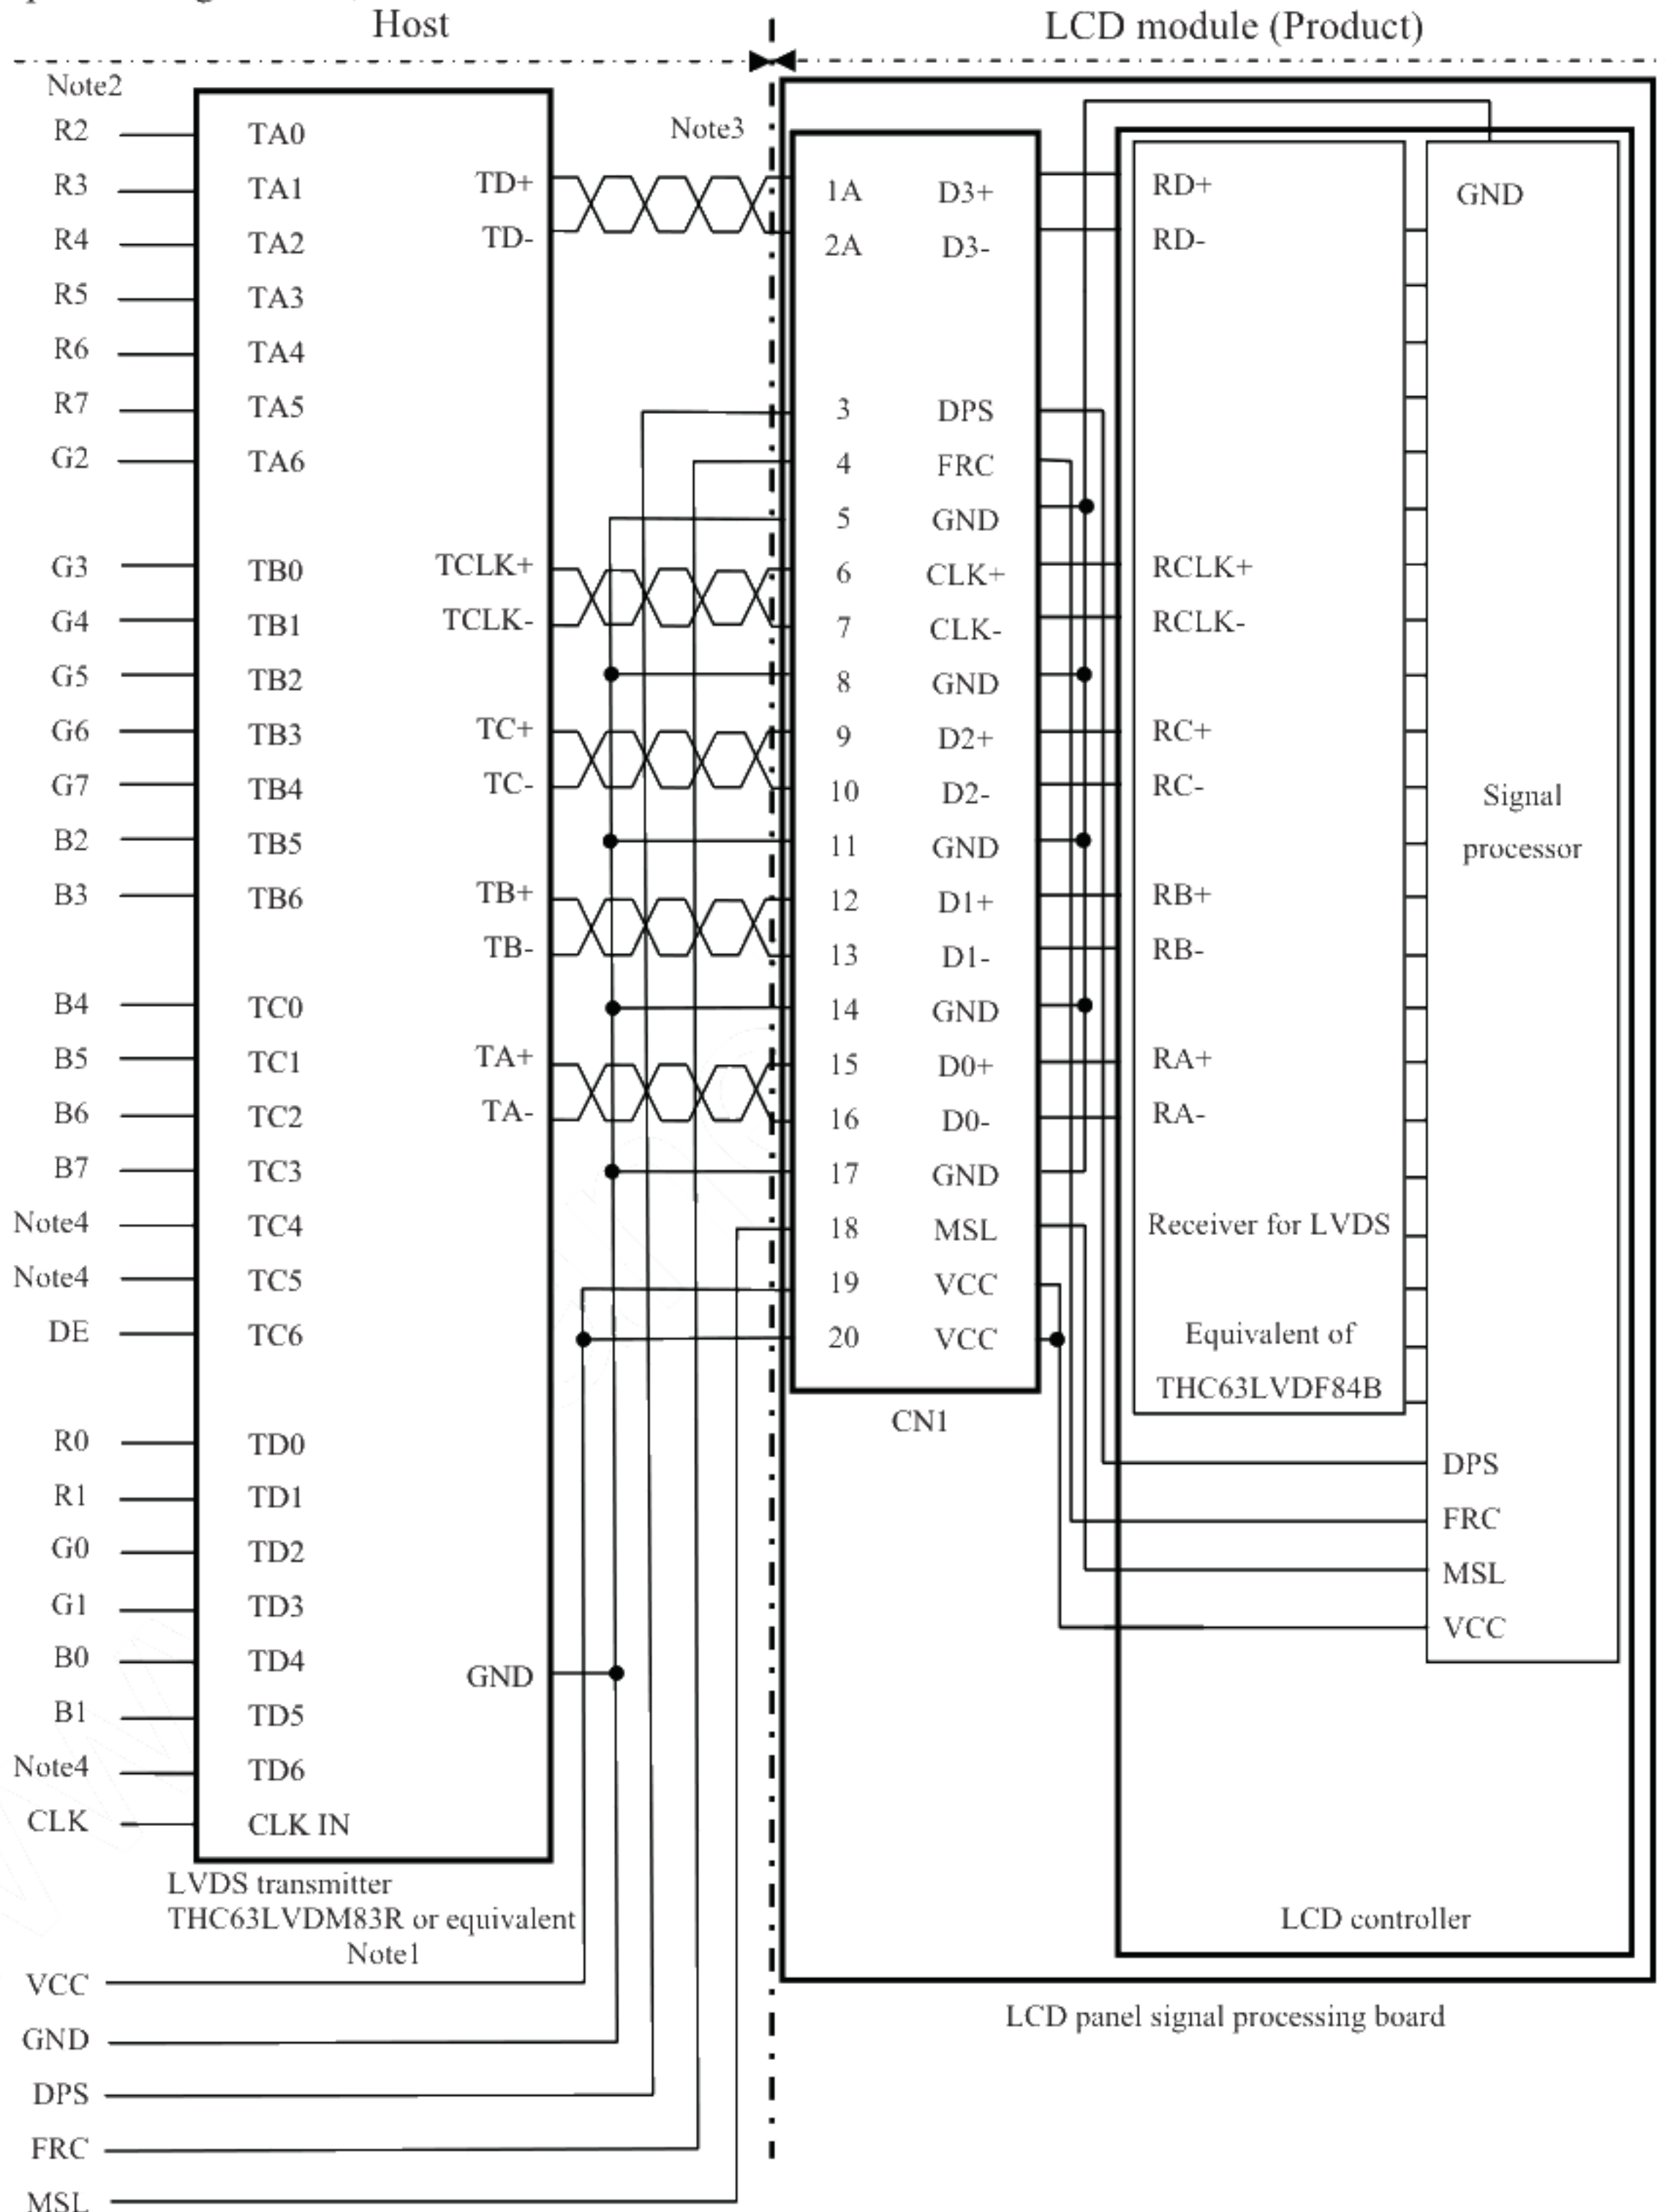 Host
LCD module (Product)
Note2
Note3
R2 TA0
R3 TA1
R4 TA2
R5 TA3
R6 TA4
R7 TA5
G2 TA6
G3 TB0
G4 TB1
G5 TB2
G6 TB3
G7 TB4
B2 TB5
B3 TB6
B4 TC0
B5 TC1
B6 TC2
B7 TC3
Note4 TC4
Note4 TC5
DE TC6
R0 TD0
R1 TD1
G0 TD2
G1 TD3
B0 TD4
B1 TD5
Note4 TD6
CLK CLK IN
TD+
TD-
TCLK+
TCLK-
TC+
TC-
TB+
TB-
TA+
TA-
GND
LVDS transmitter
THC63LVDM83R or equivalent
Note1
VCC
GND
DPS
FRC
MSL
1A D3+
2A D3-
3 DPS
4 FRC
5 GND
6 CLK+
7 CLK-
8 GND
9 D2+
10 D2-
11 GND
12 D1+
13 D1-
14 GND
15 D0+
16 D0-
17 GND
18 MSL
19 VCC
20 VCC
CN1
RD+
RD-
RCLK+
RCLK-
RC+
RC-
RB+
RB-
RA+
RA-
Receiver for LVDS
Equivalent of
THC63LVDF84B
GND
Signal
processor
DPS
FRC
MSL
VCC
LCD controller
LCD panel signal processing board